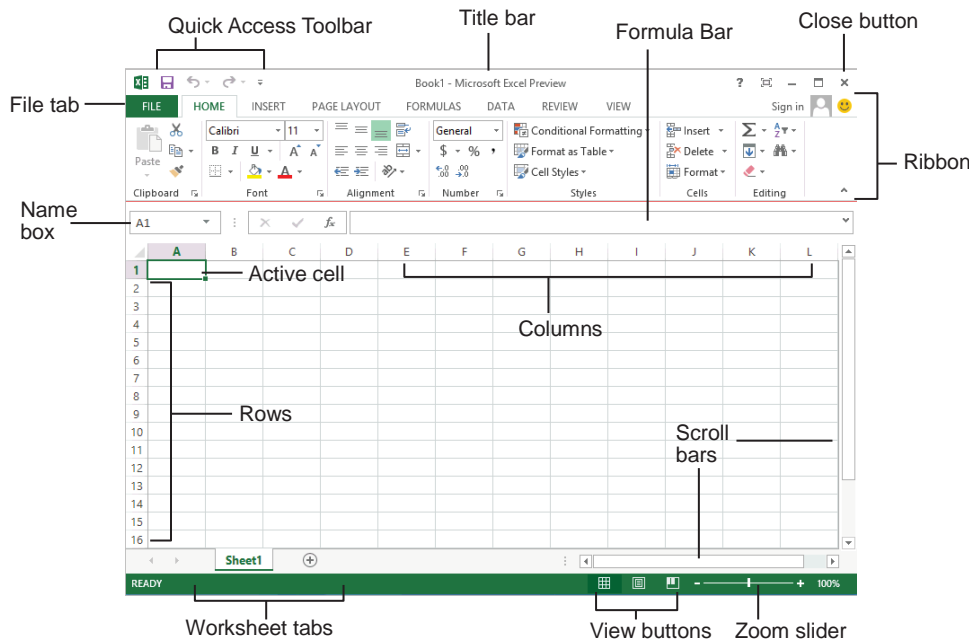 Quick Access Toolbar
Title bar
Formula Bar
Close button
Book1 - Microsoft Excel Preview
?
File tab
FILE HOME INSERT PAGE LAYOUT FORMULAS DATA REVIEW VIEW Sign in
Calibri 11 General Conditional Formatting Insert
Paste B I U A A $ % , Format as Table Delete
A .00 Cell Styles Format
Clipboard Font Alignment Number Styles Cells Editing
Ribbon
Name
box
A1 fx
A B C D E F G H I J K L
1
Active cell
2
3
4
Columns
5
6
7
8
9
Rows
10
Scroll
bars
11
12
13
14
15
16
Sheet1
READY 100%
Worksheet tabs
View buttons
Zoom slider